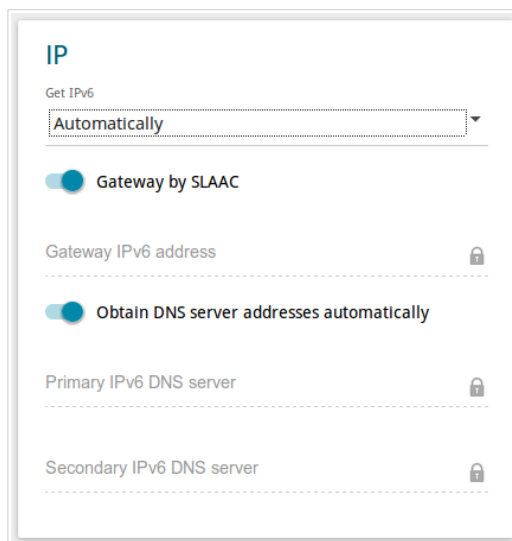 IP
Get IPv6
Automatically
Gateway by SLAAC
Gateway IPv6 address
Obtain DNS server addresses automatically
Primary IPv6 DNS server
Secondary IPv6 DNS server